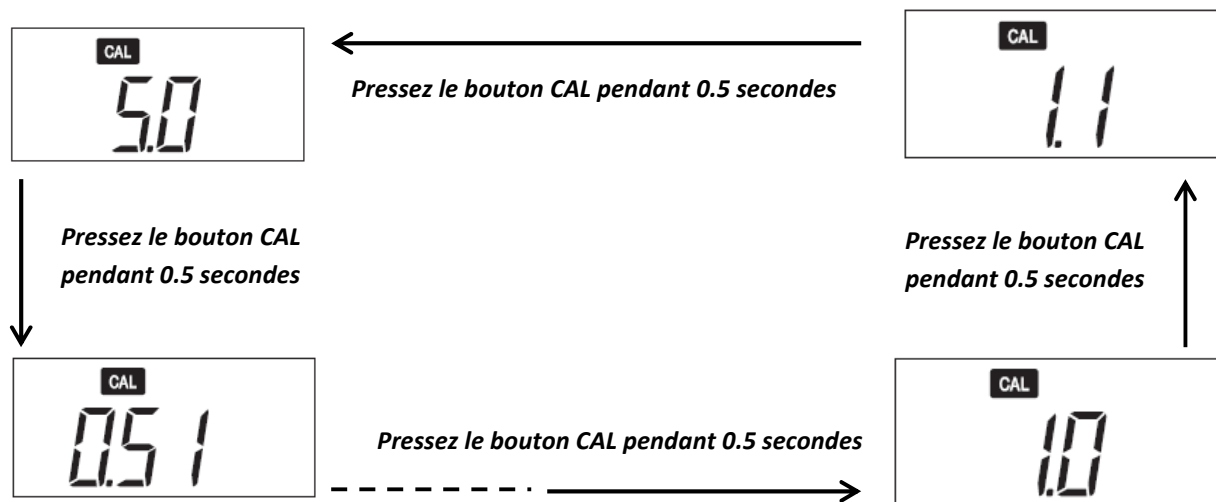 CAL
5.0
Pressez le bouton CAL pendant 0.5 secondes
CAL
1.1
Pressez le bouton CAL
pendant 0.5 secondes
Pressez le bouton CAL
pendant 0.5 secondes
CAL
0.51
Pressez le bouton CAL pendant 0.5 secondes
CAL
1.0